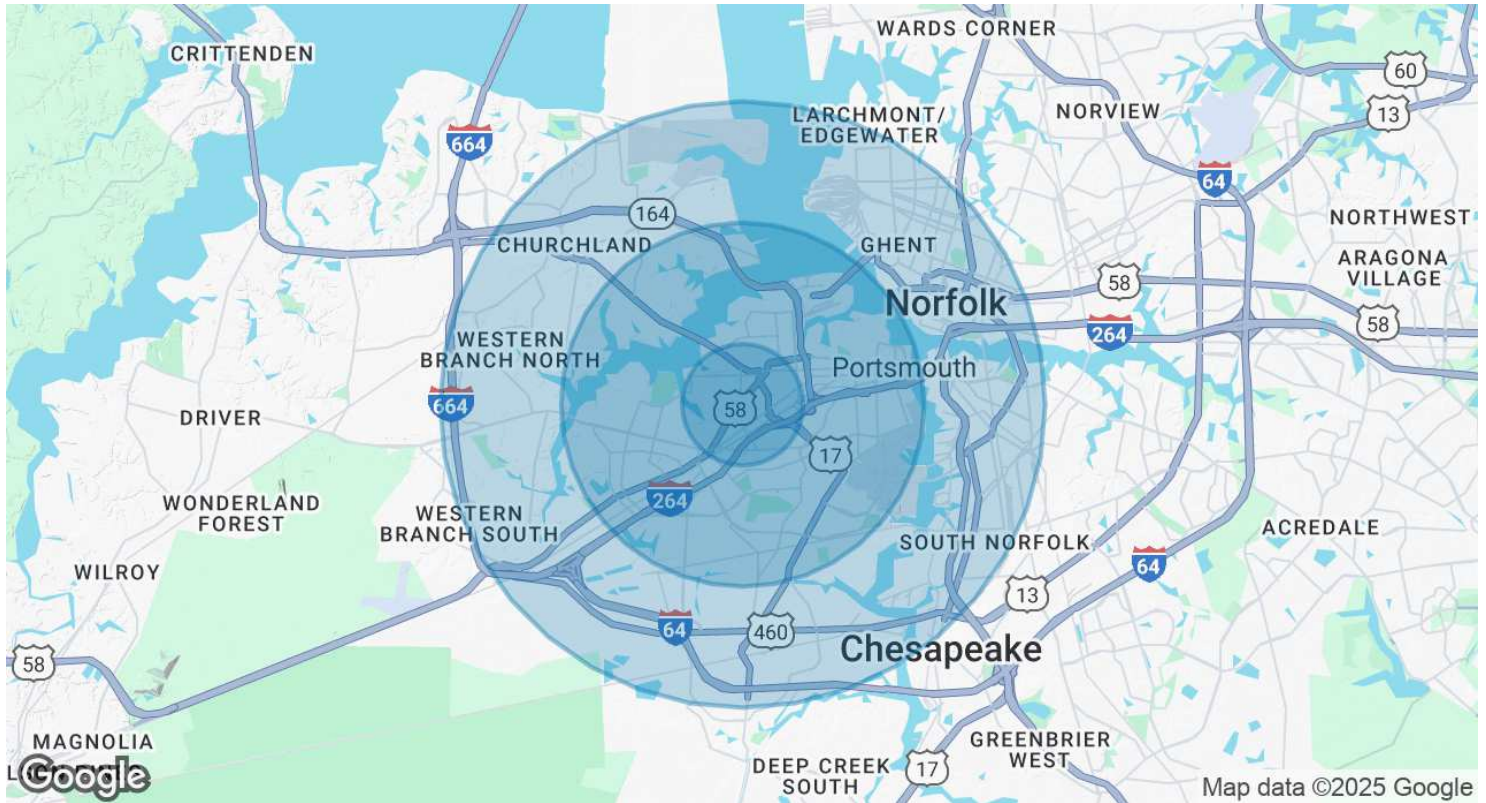 WARDS CORNER
CRITTENDEN
60
NORVIEW
13
LARCHMONT/
EDGEWATER
664
64
164
NORTHWEST
CHURCHLAND
GHENT
ARAGONA
VILLAGE
58
Norfolk
58
264
WESTERN
BRANCH NORTH
Portsmouth
664
58
DRIVER
17
264
WONDERLAND
FOREST
WESTERN
BRANCH SOUTH
ACREDALE
SOUTH NORFOLK
64
WILROY
13
64
460
Chesapeake
58
MAGNOLIA
GREENBRIER
WEST
DEEP CREEK
SOUTH
17
Google
Map data ©2025 Google